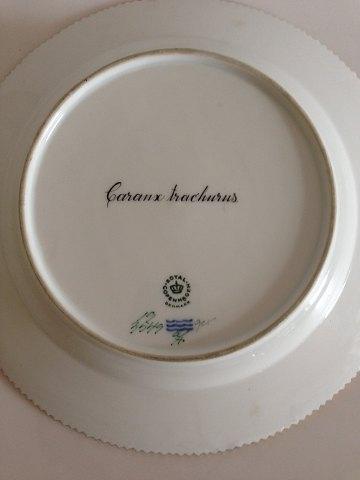 Caranx trachurus
ROYAL
COPENHAGEN
DENMARK